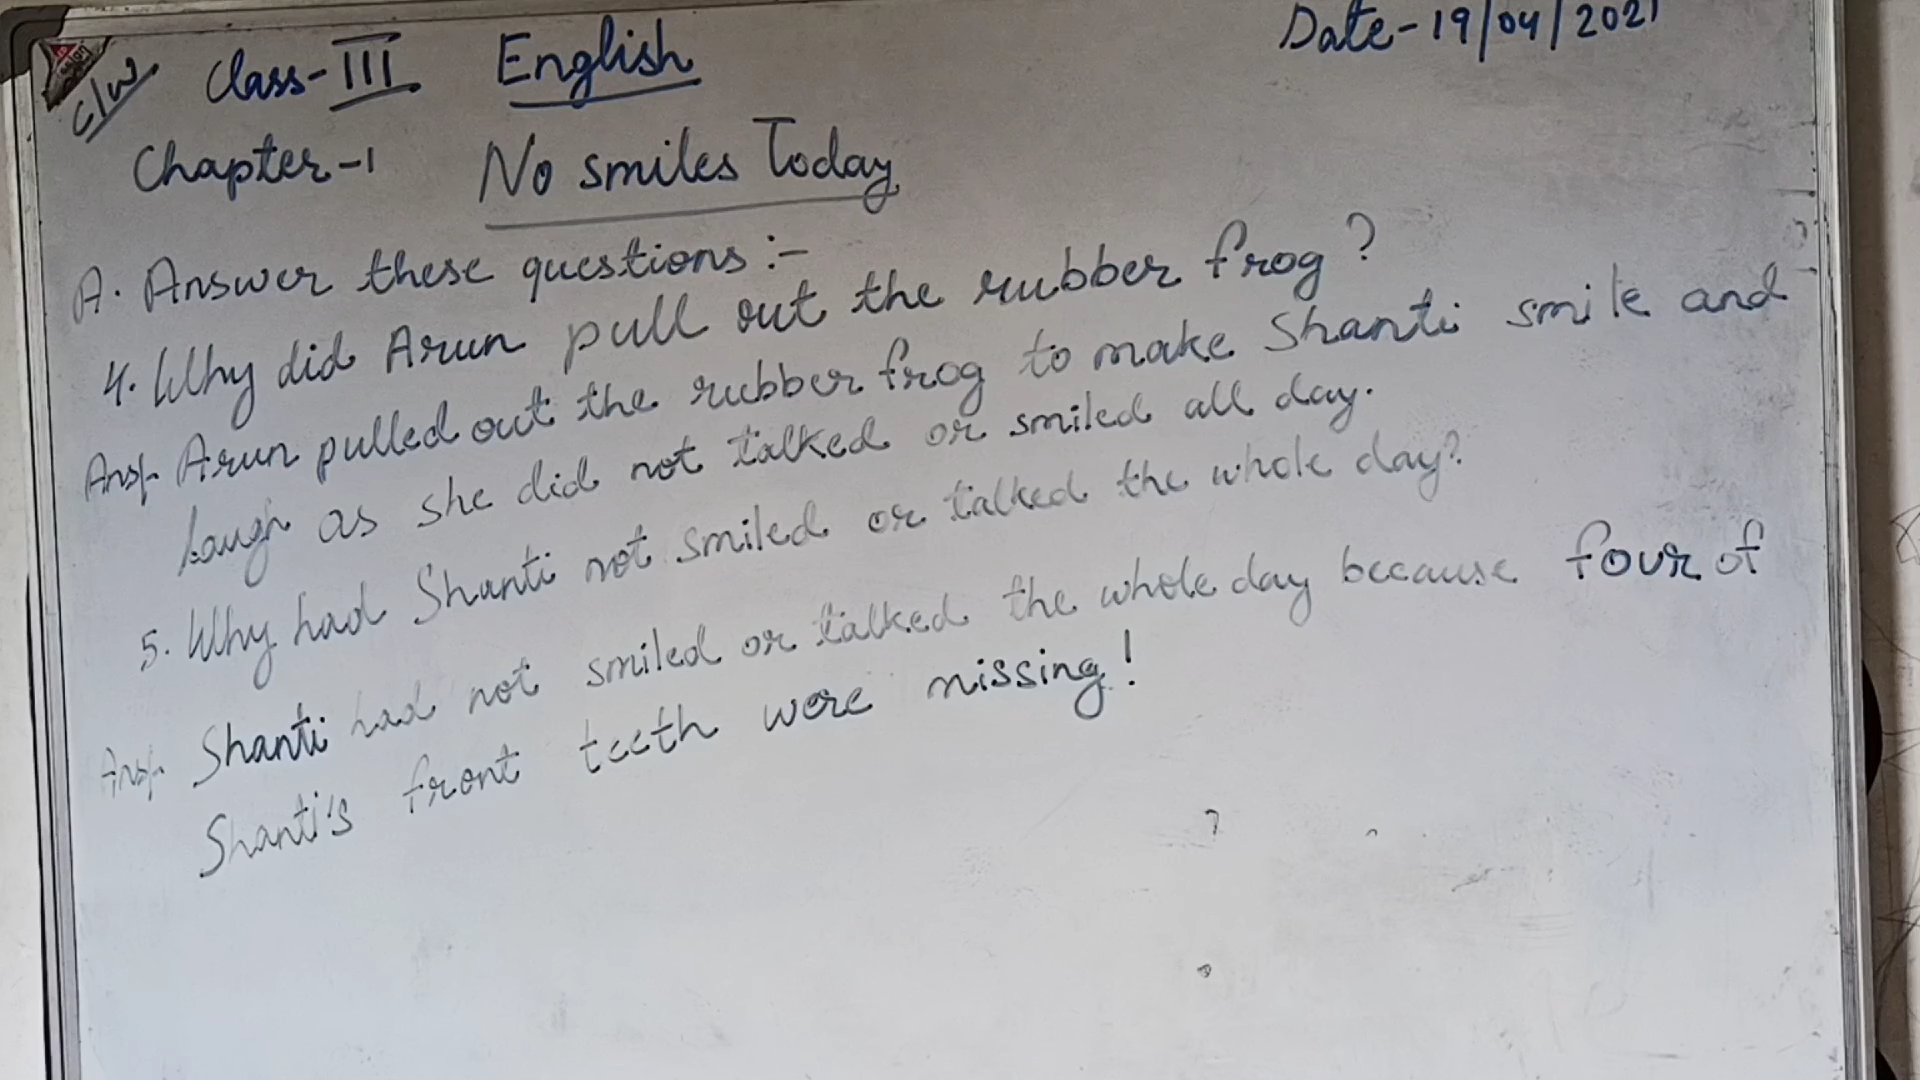 C/W Class-III English Date-19/04/2021
Chapter-1 No smiles Today
A. Answer these questions :-
4. Why did Arun pull out the rubber frog?
Ans. Arun pulled out the rubber frog to make Shanti smile and
laugh as she did not talked or smiled all day.
5. Why had Shanti not smiled or talked the whole day?
Ans. Shanti had not smiled or talked the whole day because four of
Shanti's front teeth were missing!